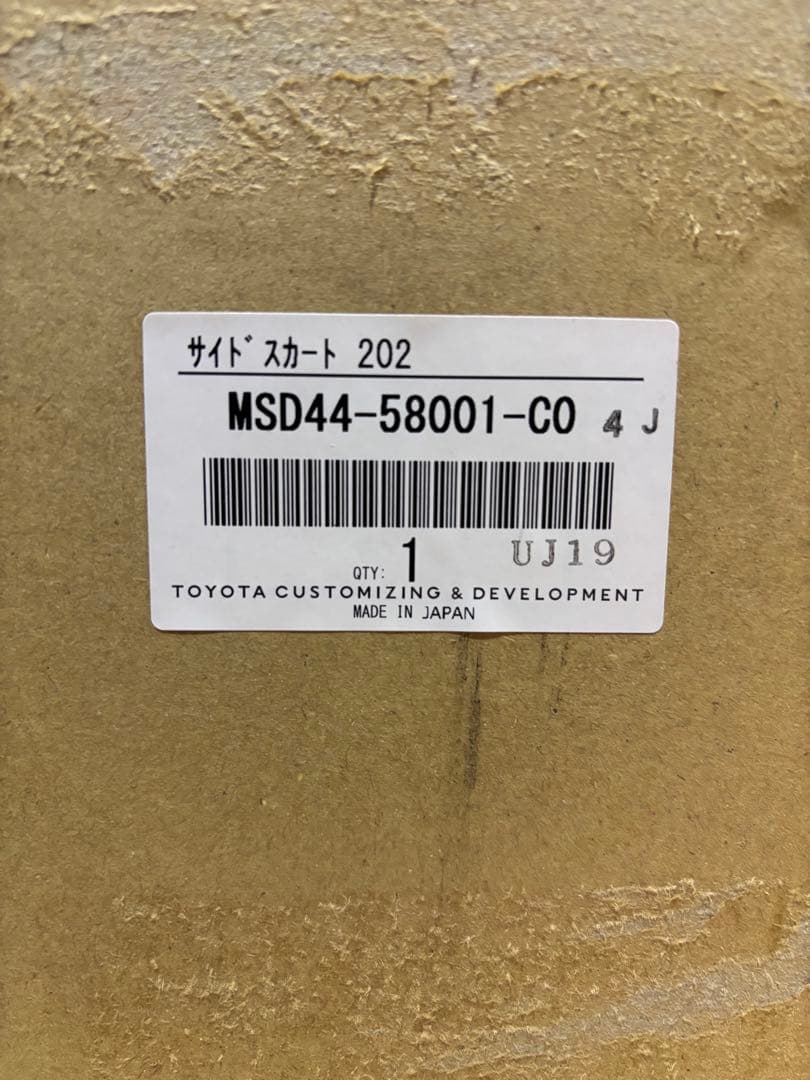 ｻｲﾄﾞｽｶｰﾄ 202
MSD44-58001-C0 4 J
QTY: 1 UJ19
TOYOTA CUSTOMIZING & DEVELOPMENT
MADE IN JAPAN